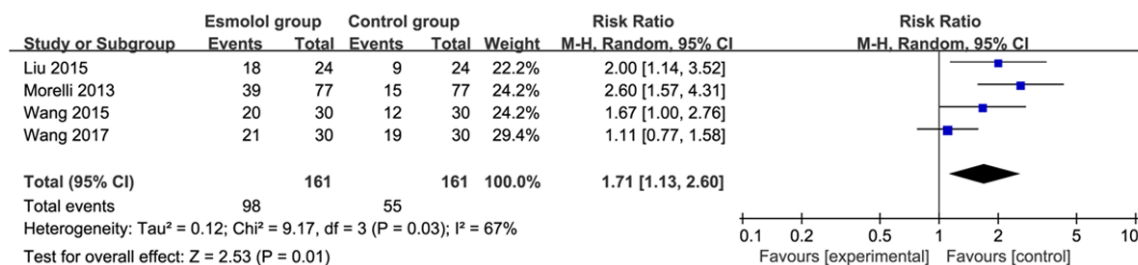 Esmolol group Control group Risk Ratio Risk Ratio
Study or Subgroup Events Total Events Total Weight M-H, Random, 95% CI M-H, Random, 95% CI
Liu 2015 18 24 9 24 22.2% 2.00 [1.14, 3.52]
Morelli 2013 39 77 15 77 24.2% 2.60 [1.57, 4.31]
Wang 2015 20 30 12 30 24.2% 1.67 [1.00, 2.76]
Wang 2017 21 30 19 30 29.4% 1.11 [0.77, 1.58]
Total (95% CI) 161 161 100.0% 1.71 [1.13, 2.60]
Total events 98 55
Heterogeneity: Tau² = 0.12; Chi² = 9.17, df = 3 (P = 0.03); I² = 67%
Test for overall effect: Z = 2.53 (P = 0.01)
0.1 0.2 0.5 1 2 5 10
Favours [experimental] Favours [control]